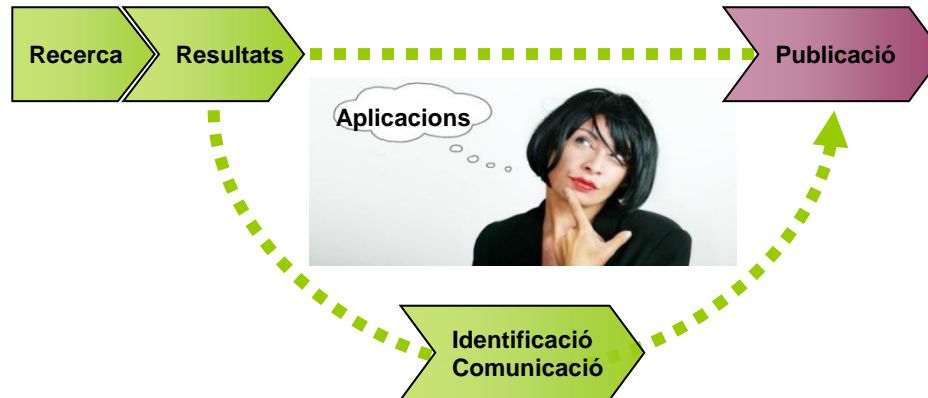 Recerca
Resultats
Publicació
Aplicacions
Identificació
Comunicació